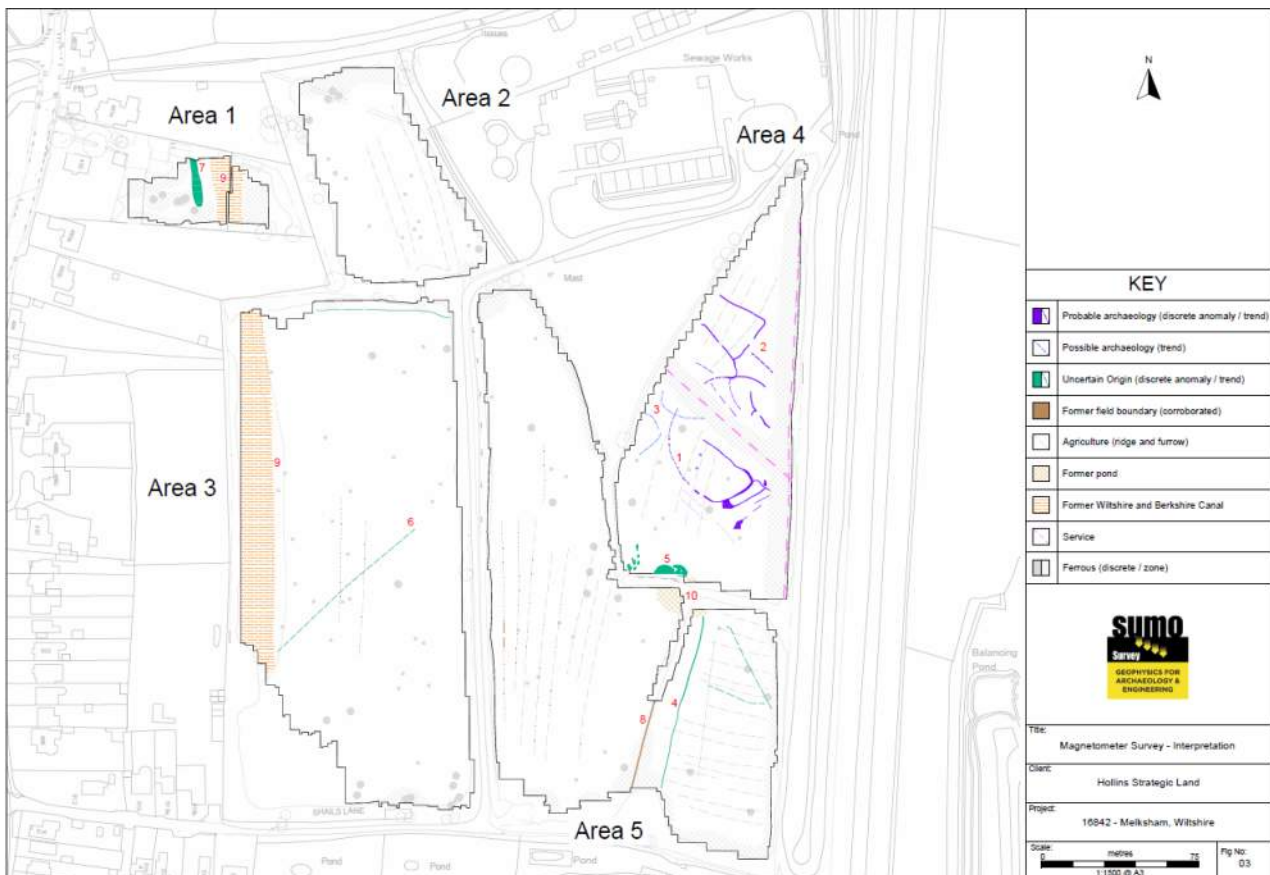 Issues
Sewage Works
Area 1
Area 2
Area 4
Pond
7
9
Mast
2
3
1
Area 3
9
6
5
10
8
4
Balancing
Pond
SHAILS LANE
Area 5
Pond
Pond
Pond
N
KEY
Probable archaeology (discrete anomaly / trend)
Possible archaeology (trend)
Uncertain Origin (discrete anomaly / trend)
Former field boundary (corroborated)
Agriculture (ridge and furrow)
Former pond
Former Wiltshire and Berkshire Canal
Service
Ferrous (discrete / zone)
sumo
Survey
GEOPHYSICS FOR
ARCHAEOLOGY &
ENGINEERING
Title:
Magnetometer Survey - Interpretation
Client:
Hollins Strategic Land
Project:
16842 - Melksham, Wiltshire
Scale:
0 metres 75
1:1500 @ A3
Fig No:
03